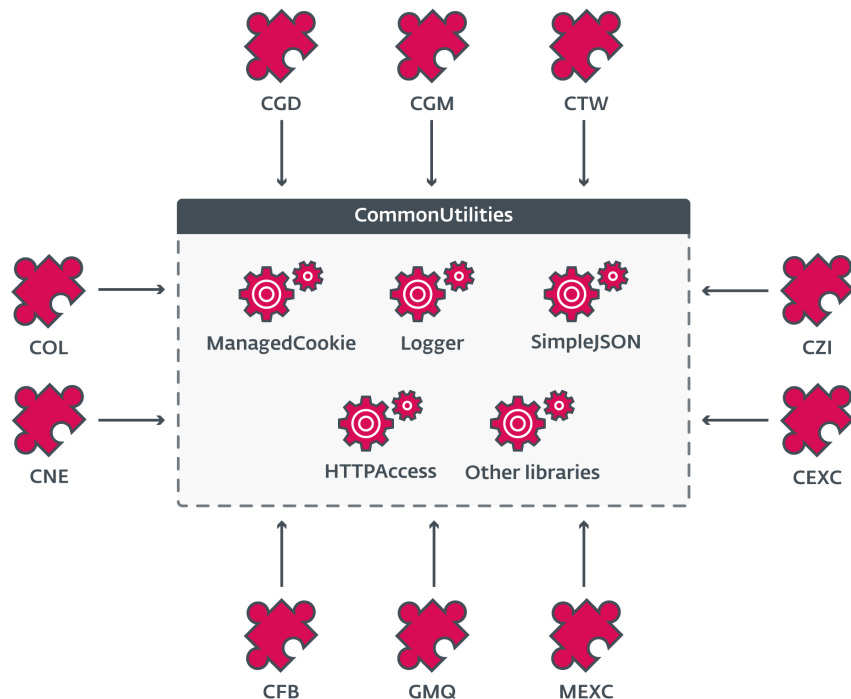 CGD CGM CTW
CommonUtilities
ManagedCookie Logger SimpleJSON
COL CZI
HTTPAccess Other libraries
CNE CEXC
CFB GMQ MEXC